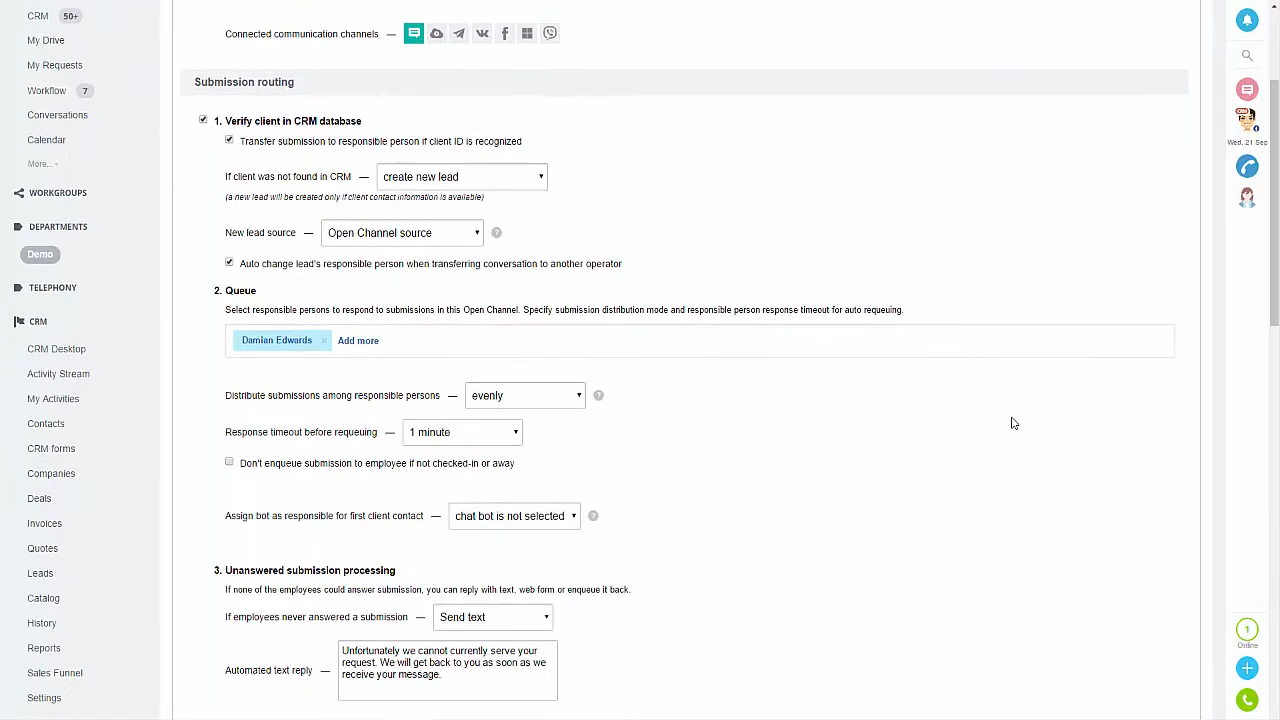 CRM 50+
My Drive
My Requests
Workflow 7
Conversations
Calendar
More...
WORKGROUPS
DEPARTMENTS
Demo
TELEPHONY
CRM
CRM Desktop
Activity Stream
My Activities
Contacts
CRM forms
Companies
Deals
Invoices
Quotes
Leads
Catalog
History
Reports
Sales Funnel
Settings
Connected communication channels —
Submission routing
1. Verify client in CRM database
Transfer submission to responsible person if client ID is recognized
If client was not found in CRM — create new lead
(a new lead will be created only if client contact information is available)
New lead source — Open Channel source ?
Auto change lead's responsible person when transferring conversation to another operator
2. Queue
Select responsible persons to respond to submissions in this Open Channel. Specify submission distribution mode and responsible person response timeout for auto requeuing.
Damian Edwards × Add more
Distribute submissions among responsible persons — evenly ?
Response timeout before requeuing — 1 minute
Don't enqueue submission to employee if not checked-in or away
Assign bot as responsible for first client contact — chat bot is not selected ?
3. Unanswered submission processing
If none of the employees could answer submission, you can reply with text, web form or enqueue it back.
If employees never answered a submission — Send text
Automated text reply —
Unfortunately we cannot currently serve your
request. We will get back to you as soon as we
receive your message.
CRM
Wed, 21 Sep
1
Online